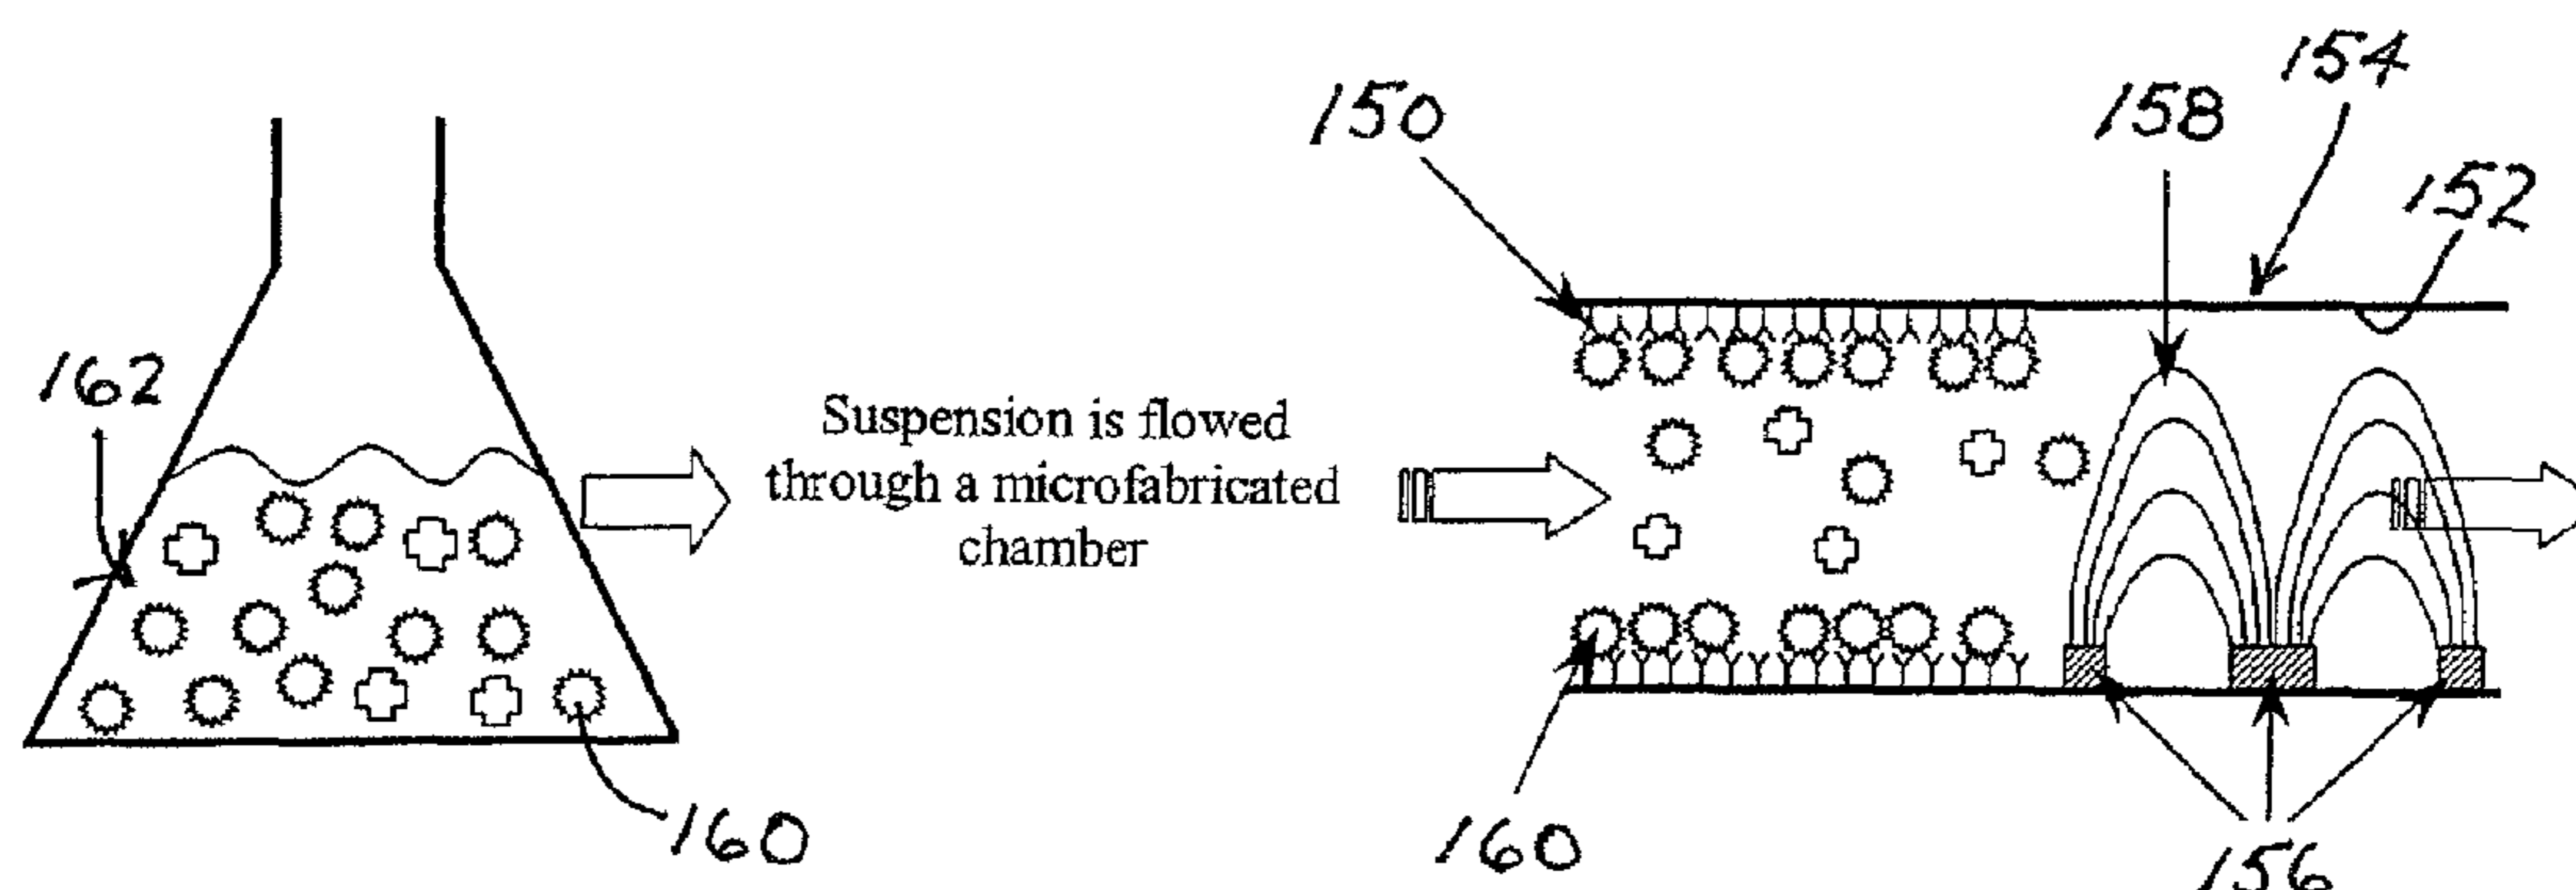 154
150
158
152
162
Suspension is flowed
through a microfabricated
chamber
160
160
156